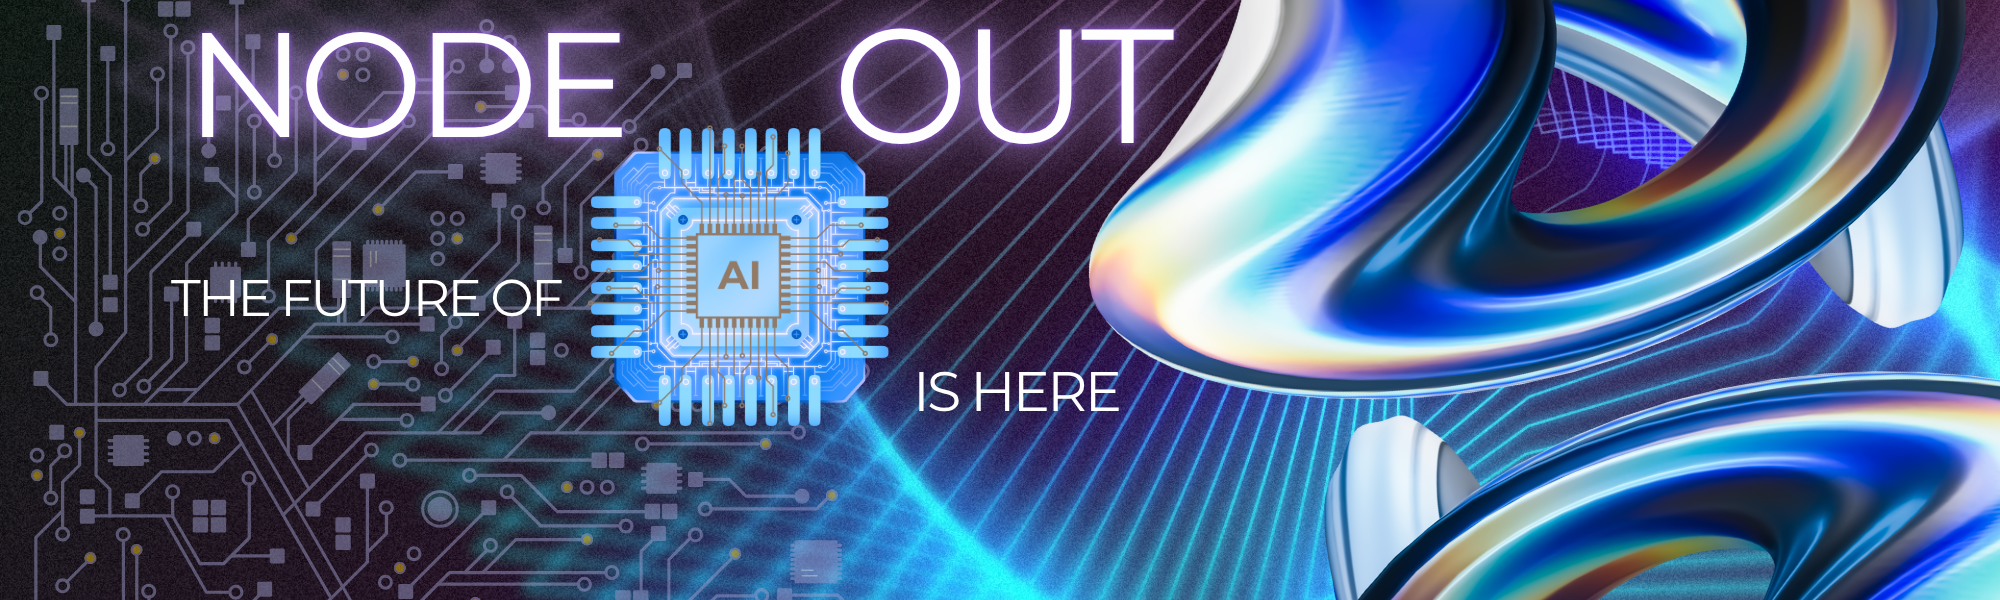 NODE OUT
THE FUTURE OF
AI
IS HERE